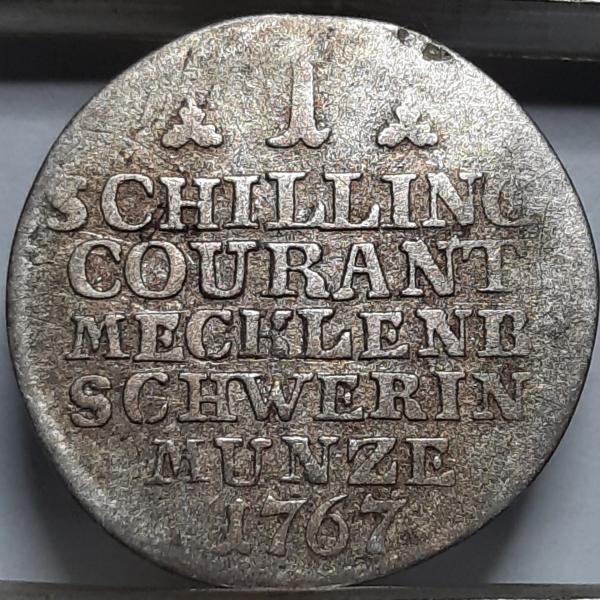 1
SCHILLING
COURANT
MECKLENB
SCHWERIN
MUNZE
1767